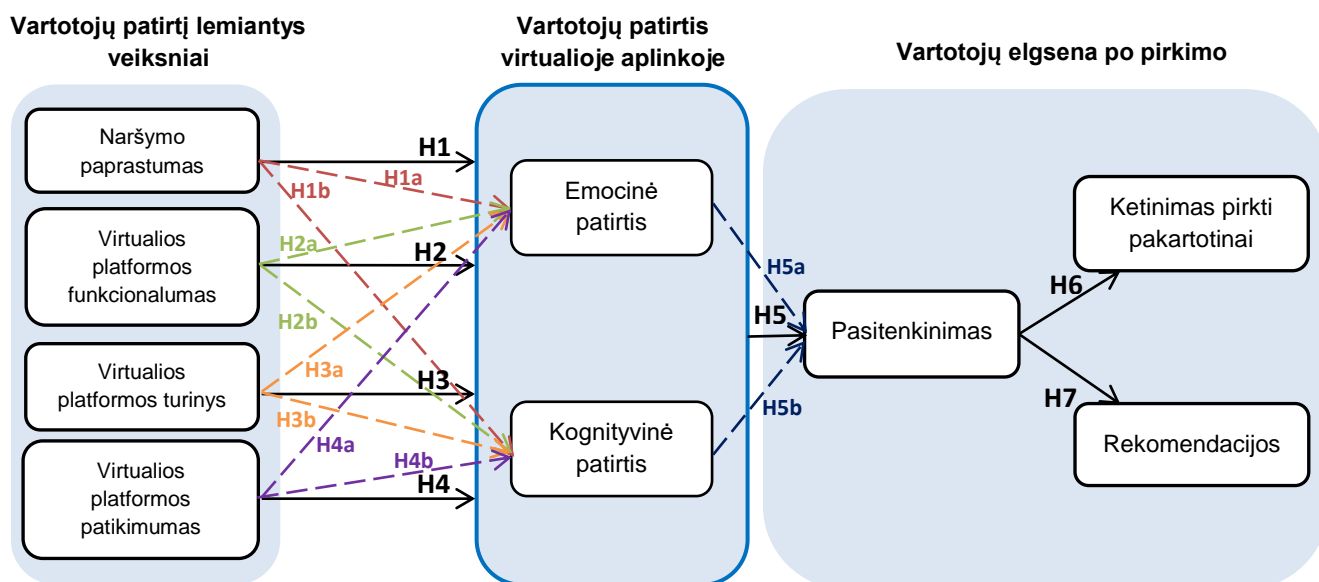 Vartotojų patirtį lemiantys
veiksniai
Vartotojų patirtis
virtualioje aplinkoje
Vartotojų elgsena po pirkimo
Naršymo
paprastumas
Virtualios
platformos
funkcionalumas
Virtualios
platformos turinys
Virtualios
platformos
patikimumas
H1
H1a
H1b
H2a
H2
H2b
H3a
H3
H3b
H4a
H4b
H4
Emocinė
patirtis
Kognityvinė
patirtis
H5a
H5
H5b
Pasitenkinimas
H6
H7
Ketinimas pirkti
pakartotinai
Rekomendacijos